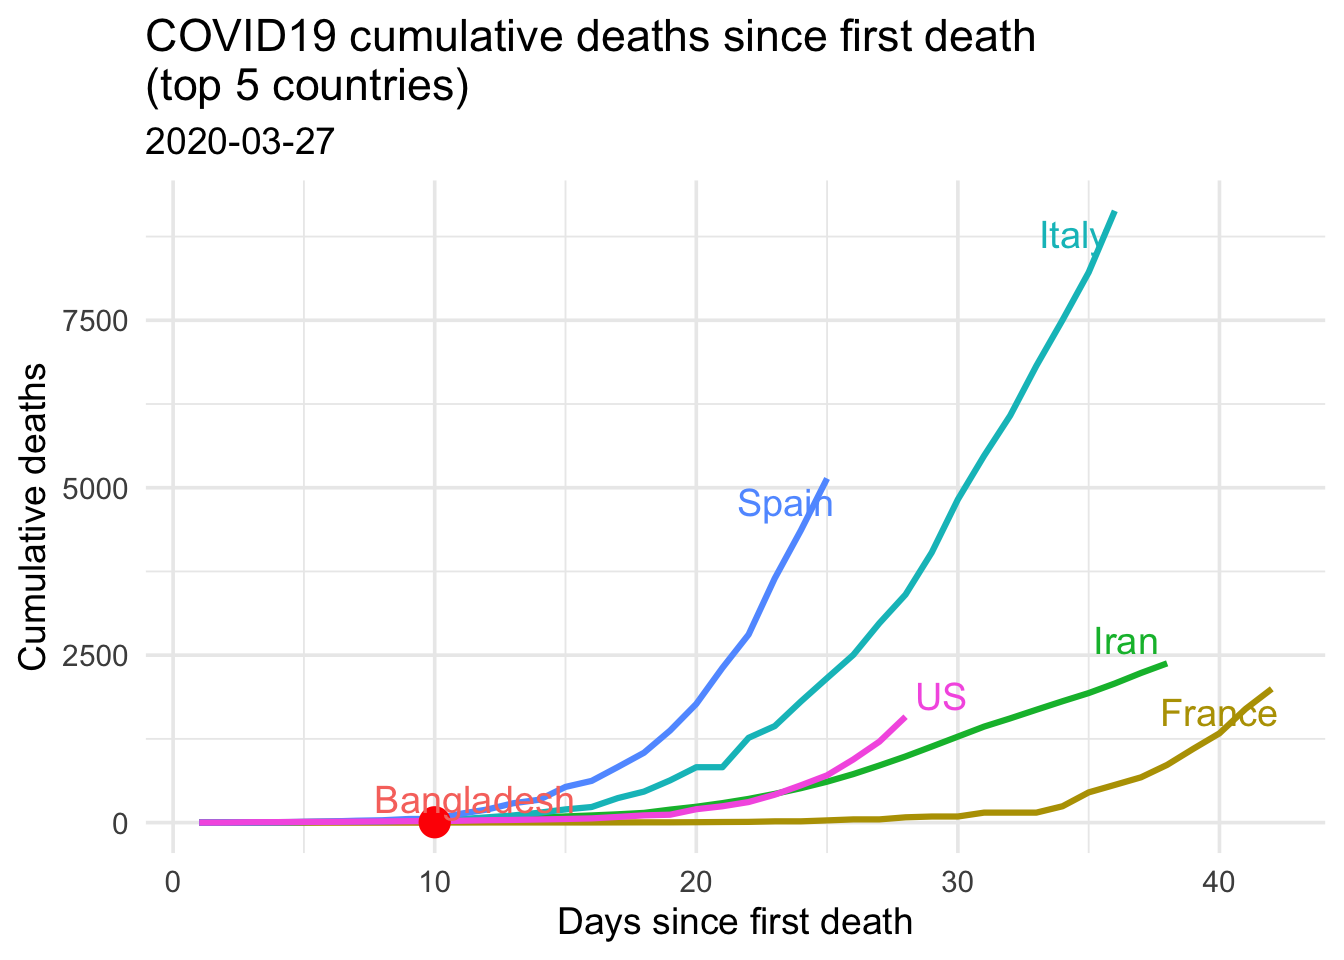 COVID19 cumulative deaths since first death
(top 5 countries)
2020-03-27
Italy
7500
Spain
5000
Cumulative deaths
Iran
2500
US
France
Bangladesh
0
0 10 20 30 40
Days since first death